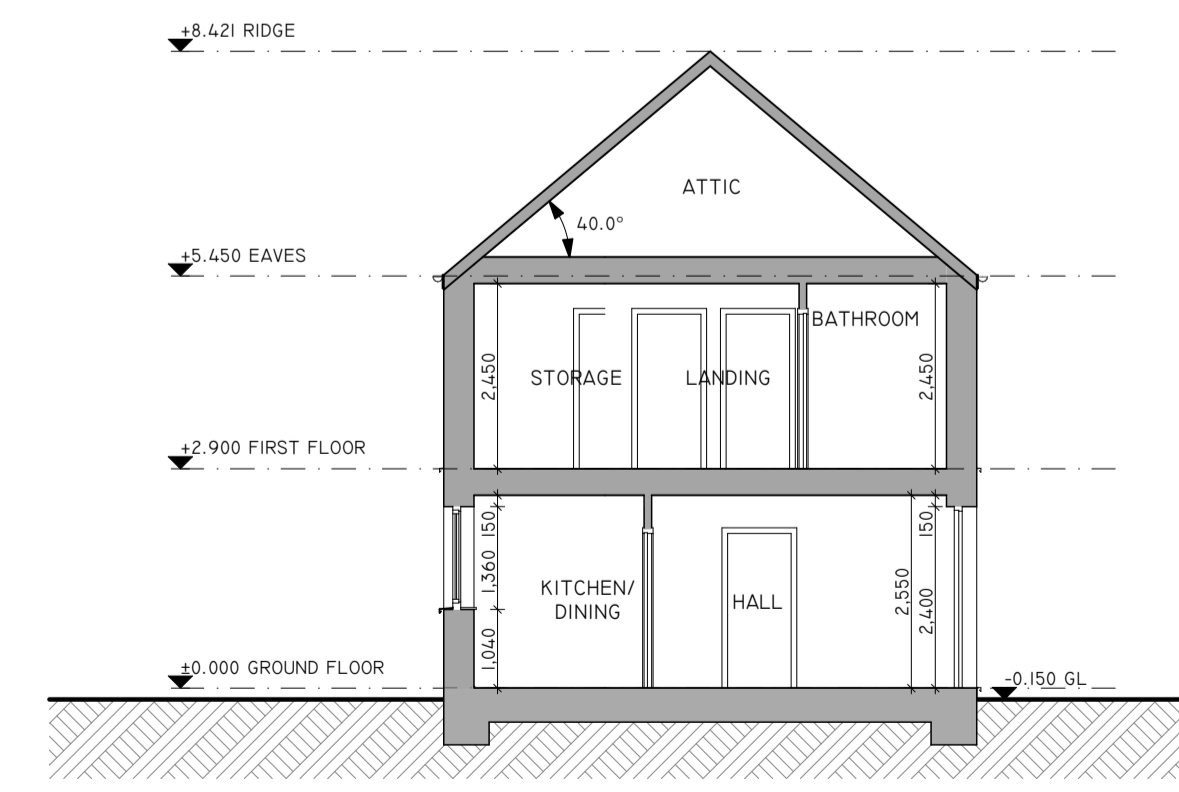 +8.421 RIDGE
ATTIC
40.0°
+5.450 EAVES
BATHROOM
2,450
STORAGE
LANDING
2,450
+2.900 FIRST FLOOR
150
150
1,360
KITCHEN/
DINING
HALL
2,550
2,400
1,040
±0.000 GROUND FLOOR
-0.150 GL